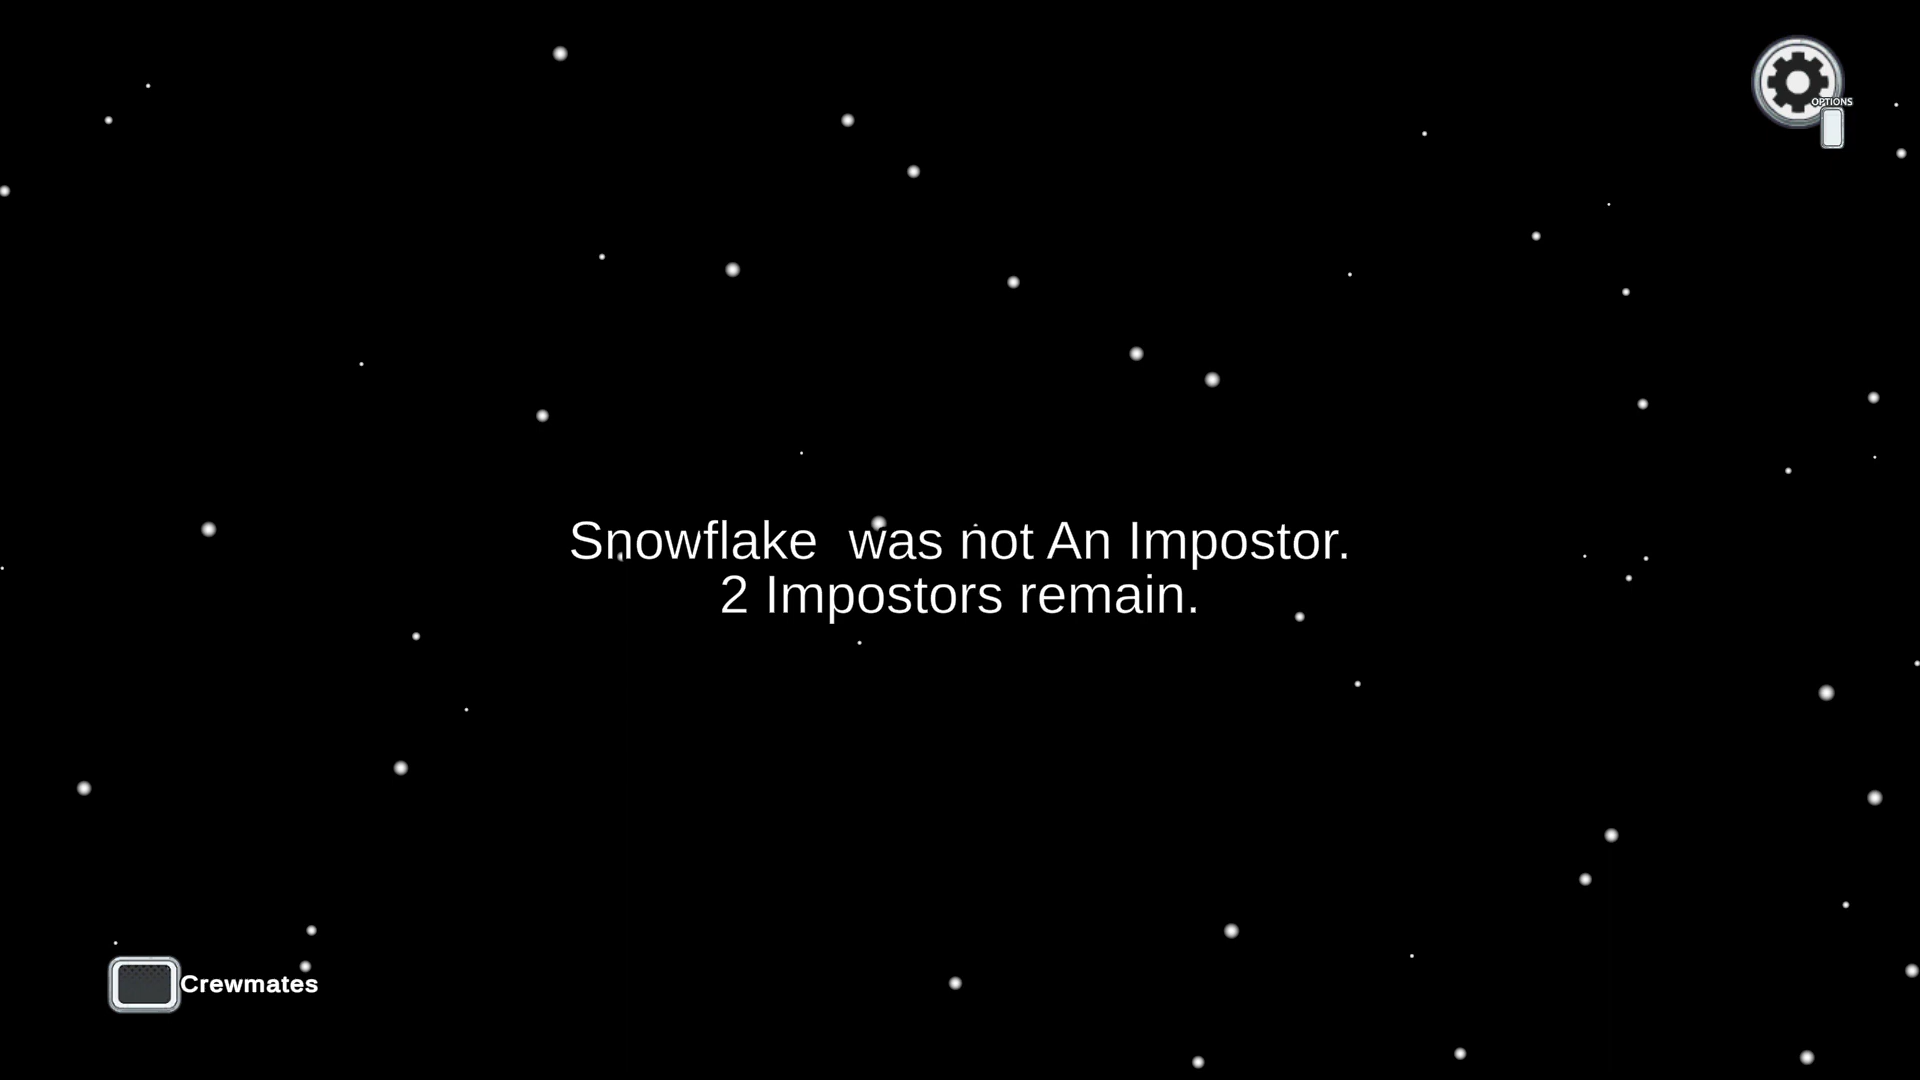 OPTIONS
Snowflake  was not An Impostor.
2 Impostors remain.
Crewmates